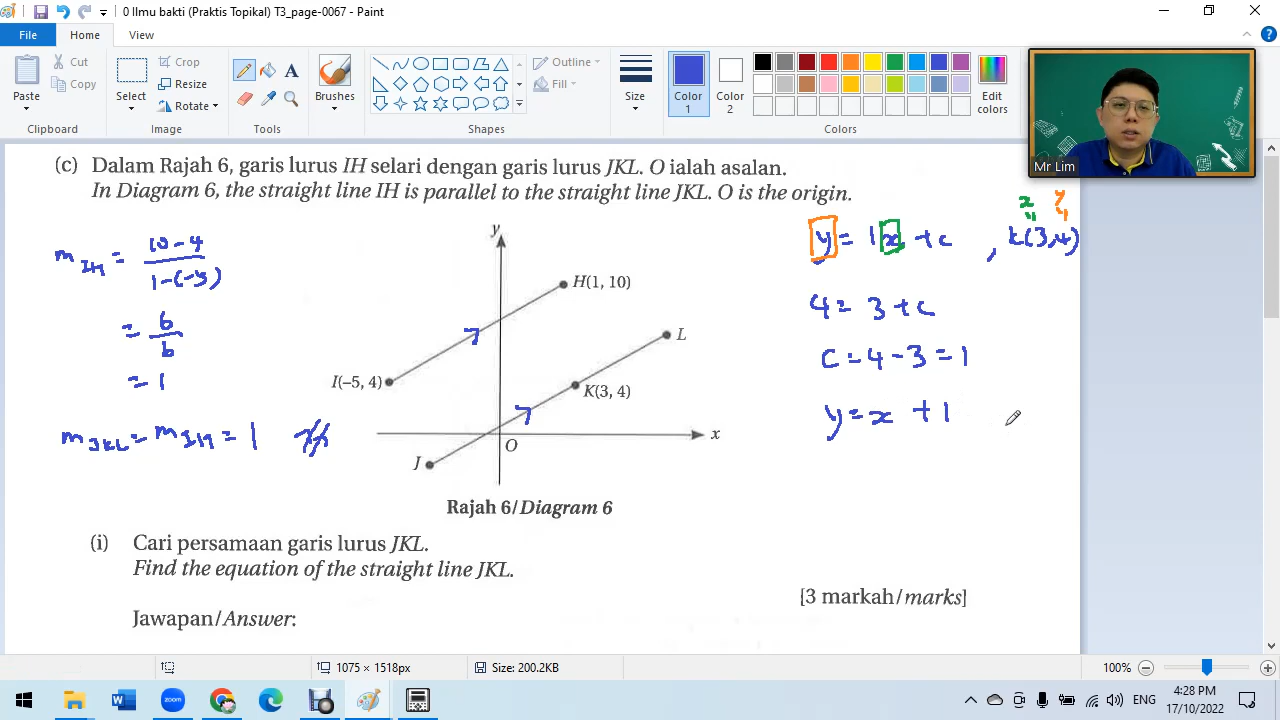 0 Ilmu bakti (Praktis Topikal) T3_page-0067 - Paint
File Home View
Paste Cut Copy Clipboard
Select Crop Resize Rotate Image
A Tools
Brushes
Shapes
Outline Fill
Size
Color 1
Color 2
Edit colors
Colors
Mr Lim
(c) Dalam Rajah 6, garis lurus IH selari dengan garis lurus JKL. O ialah asalan.
In Diagram 6, the straight line IH is parallel to the straight line JKL. O is the origin.
m IH = 10-4 / 1-(-5)
= 6 / 6
= 1
m JKL = m IH = 1
y
H(1, 10)
L
I(–5, 4)
K(3, 4)
x
O
J
Rajah 6/Diagram 6
x y
y = 1x + c , K(3,4)
4 = 3 + c
c = 4 - 3 = 1
y = x + 1
(i) Cari persamaan garis lurus JKL.
Find the equation of the straight line JKL.
[3 markah/marks]
Jawapan/Answer:
1075 × 1518px
Size: 200.2KB
100%
zoom
ENG
4:28 PM
17/10/2022